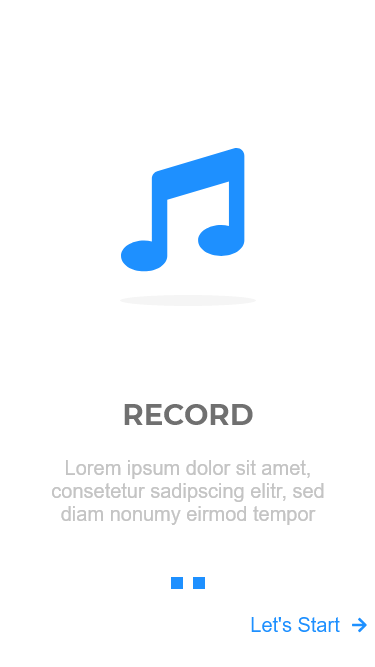 RECORD
Lorem ipsum dolor sit amet,
consetetur sadipscing elitr, sed
diam nonumy eirmod tempor
Let's Start